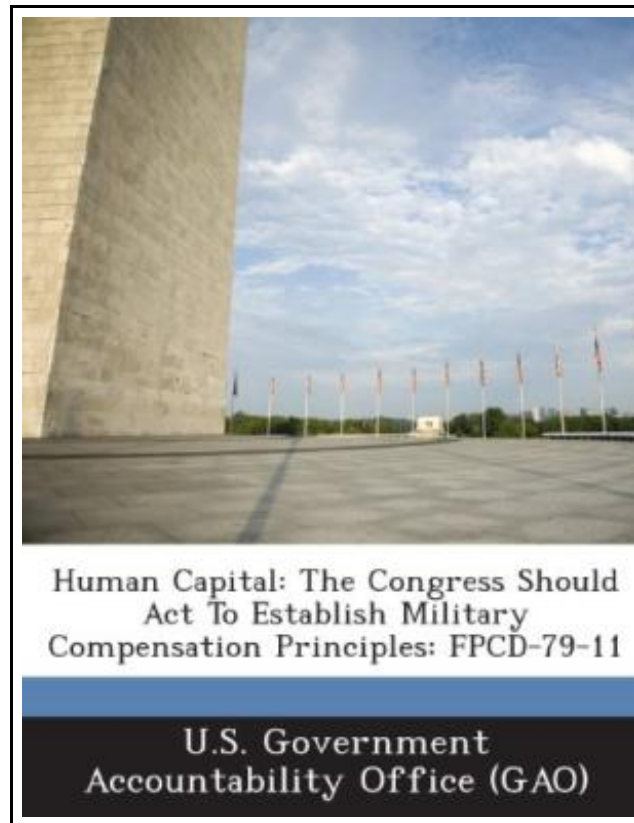 Human Capital: The Congress Should
Act To Establish Military
Compensation Principles: FPCD-79-11
U.S. Government
Accountability Office (GAO)